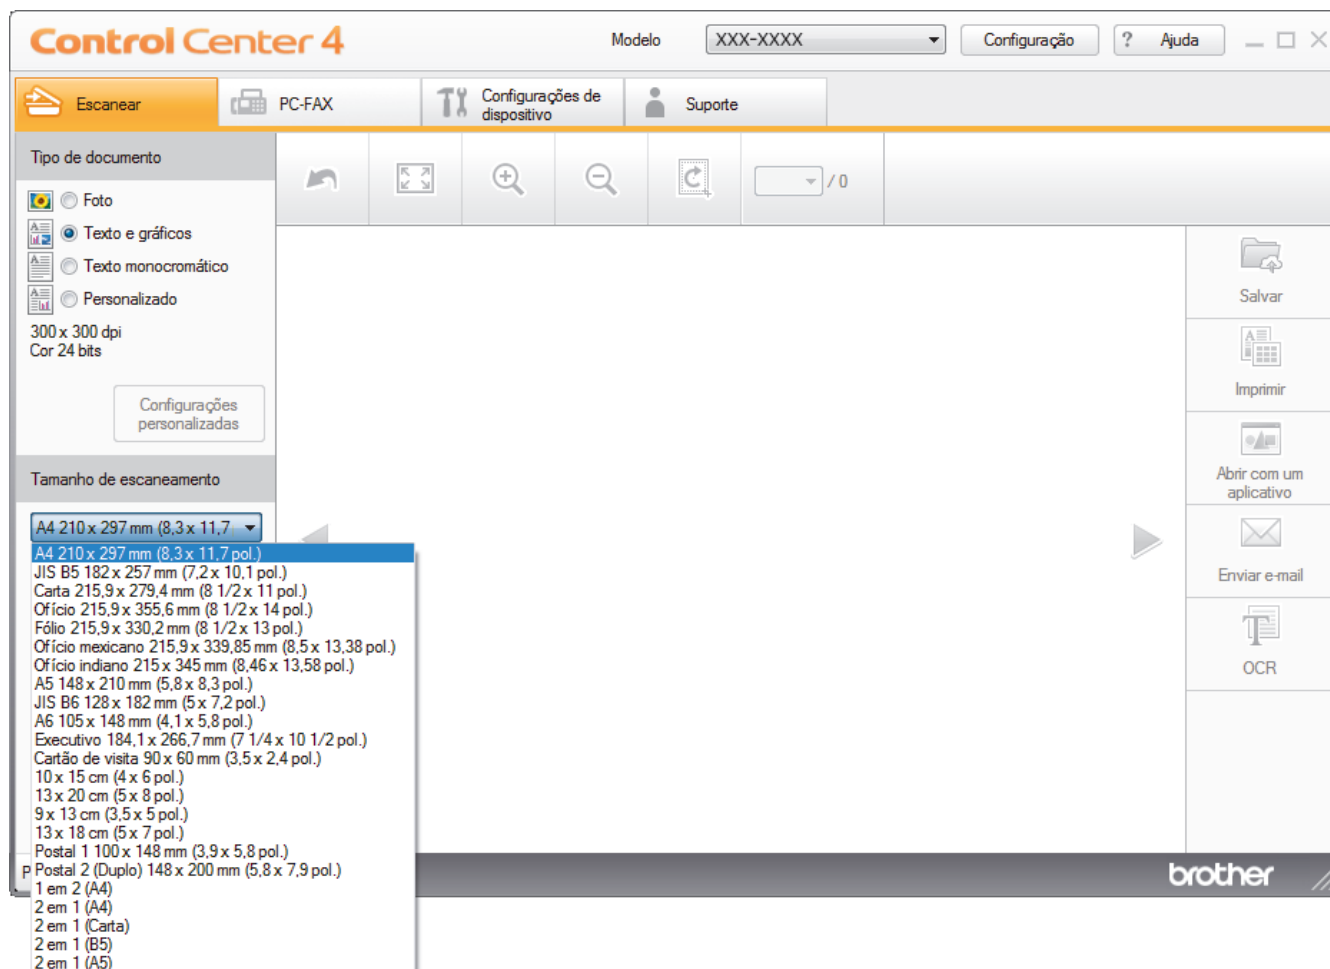 Control Center 4
Modelo
XXX-XXXX
Configuração
? Ajuda
Escanear
PC-FAX
Configurações de
dispositivo
Suporte
Tipo de documento
Foto
Texto e gráficos
Texto monocromático
Personalizado
300 x 300 dpi
Cor 24 bits
Configurações
personalizadas
/ 0
Salvar
Imprimir
Abrir com um
aplicativo
Enviar e-mail
OCR
Tamanho de escaneamento
A4 210 x 297 mm (8,3 x 11,7
A4 210 x 297 mm (8,3 x 11,7 pol.)
JIS B5 182 x 257 mm (7,2 x 10,1 pol.)
Carta 215,9 x 279,4 mm (8 1/2 x 11 pol.)
Ofício 215,9 x 355,6 mm (8 1/2 x 14 pol.)
Fólio 215,9 x 330,2 mm (8 1/2 x 13 pol.)
Ofício mexicano 215,9 x 339,85 mm (8,5 x 13,38 pol.)
Ofício indiano 215 x 345 mm (8,46 x 13,58 pol.)
A5 148 x 210 mm (5,8 x 8,3 pol.)
JIS B6 128 x 182 mm (5 x 7,2 pol.)
A6 105 x 148 mm (4,1 x 5,8 pol.)
Executivo 184,1 x 266,7 mm (7 1/4 x 10 1/2 pol.)
Cartão de visita 90 x 60 mm (3,5 x 2,4 pol.)
10 x 15 cm (4 x 6 pol.)
13 x 20 cm (5 x 8 pol.)
9 x 13 cm (3,5 x 5 pol.)
13 x 18 cm (5 x 7 pol.)
Postal 1 100 x 148 mm (3,9 x 5,8 pol.)
Postal 2 (Duplo) 148 x 200 mm (5,8 x 7,9 pol.)
1 em 2 (A4)
2 em 1 (A4)
2 em 1 (Carta)
2 em 1 (B5)
2 em 1 (A5)
P
brother